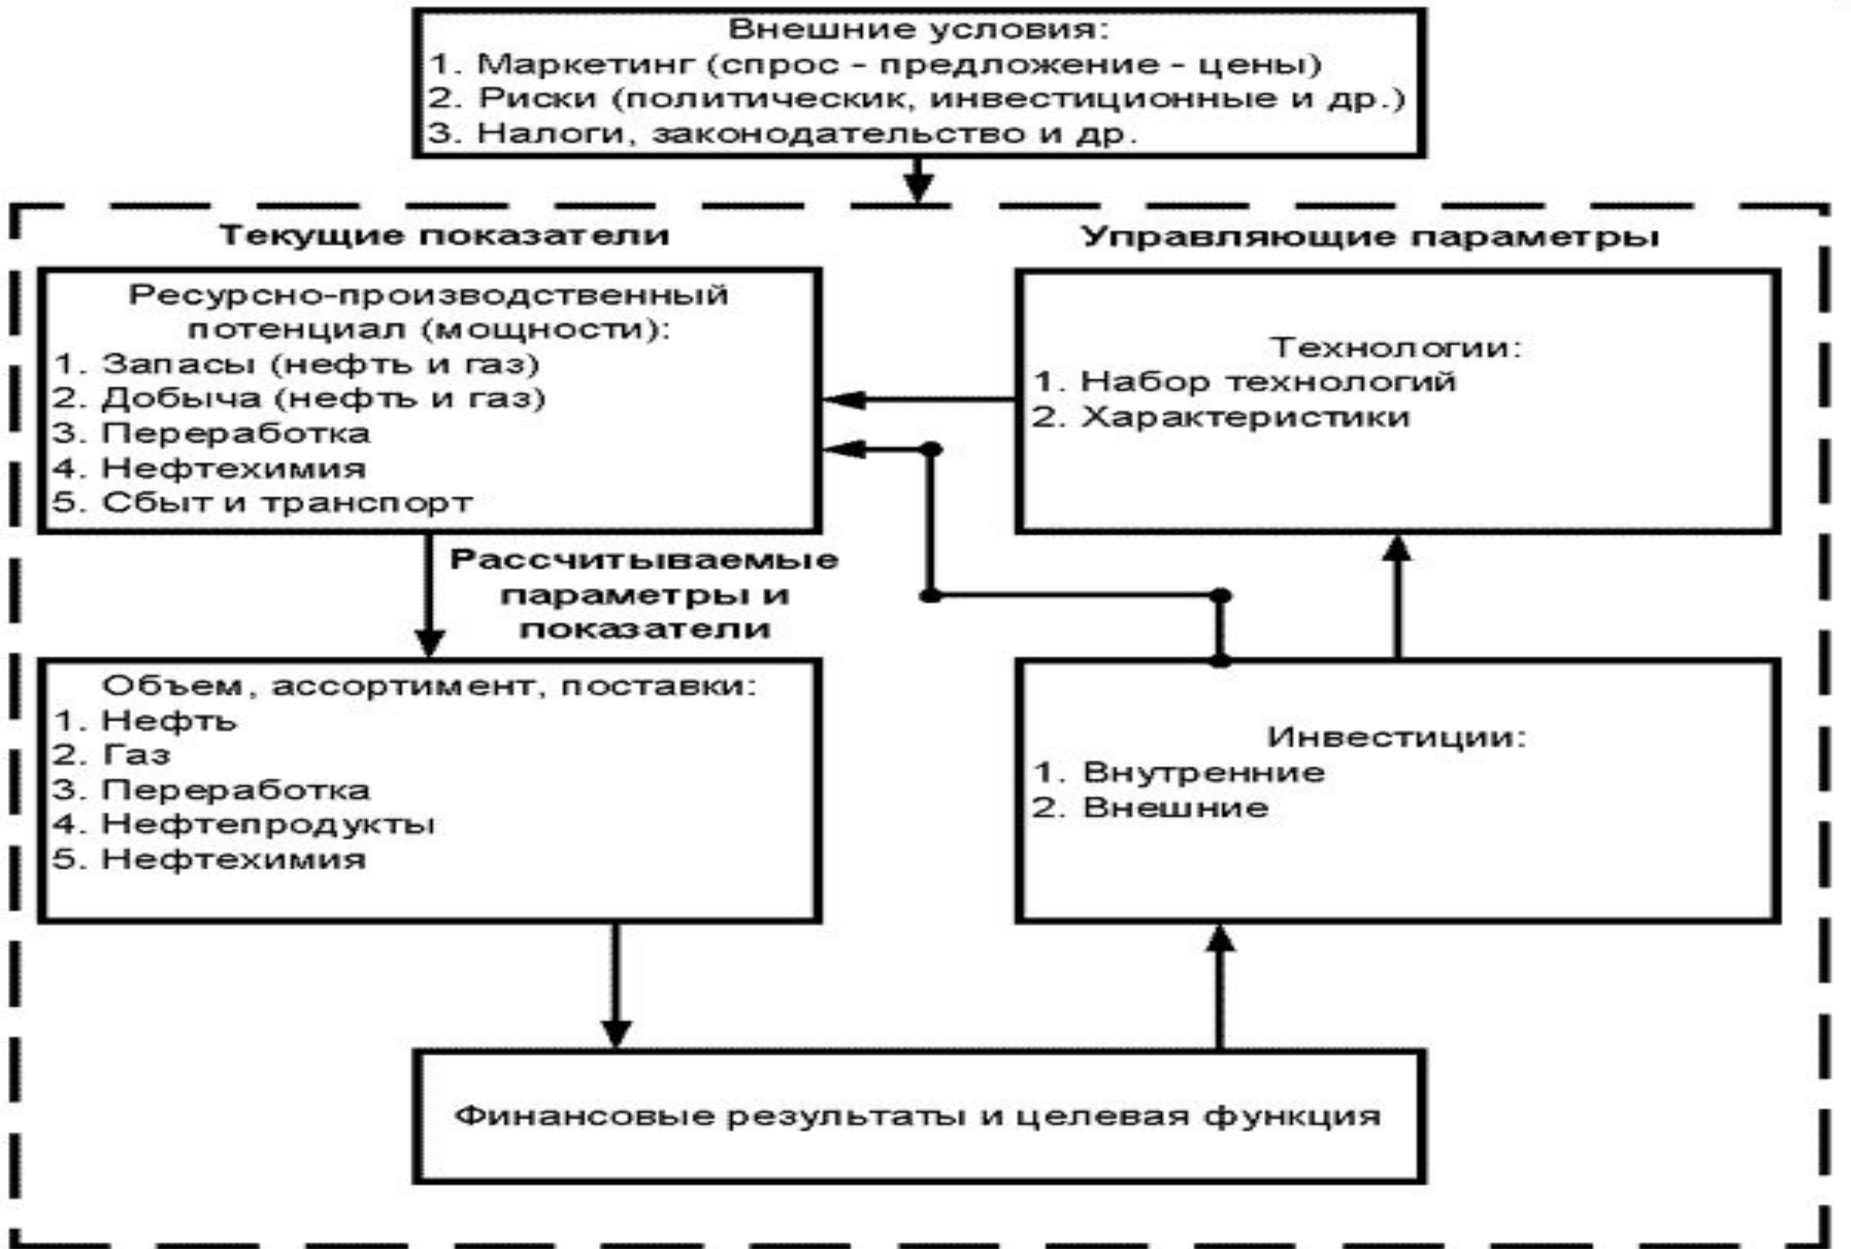 Внешние условия:
1. Маркетинг (спрос - предложение - цены)
2. Риски (политическик, инвестиционные и др.)
3. Налоги, законодательство и др.
Текущие показатели
Управляющие параметры
Ресурсно-производственный
потенциал (мощности):
1. Запасы (нефть и газ)
2. Добыча (нефть и газ)
3. Переработка
4. Нефтехимия
5. Сбыт и транспорт
Технологии:
1. Набор технологий
2. Характеристики
Рассчитываемые
параметры и
показатели
Объем, ассортимент, поставки:
1. Нефть
2. Газ
3. Переработка
4. Нефтепродукты
5. Нефтехимия
Инвестиции:
1. Внутренние
2. Внешние
Финансовые результаты и целевая функция